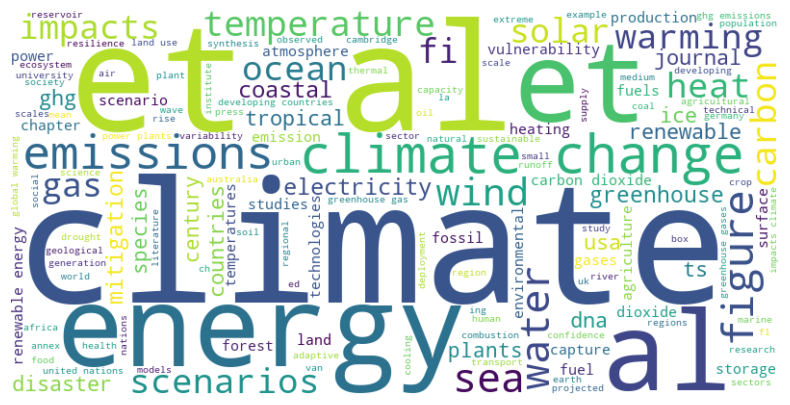 reservoir
extreme
example
ghg emissions
impacts
temperature
solar
production
population
resilience
land use
synthesis
observed
cambridge
et al
et
fi
warming
power
ecosystem
university
air
plant
atmosphere
thermal
vulnerability
journal
medium
scale
developing
society
institute
ocean
fuels
coal
agricultural
heat
ghg
scenario
coastal
developing countries
capacity
la
ice
technical
scales
mean
wave
rise
press
oil
supply
germany
chapter
power plants
variability
emission
tropical
sector
natural
sustainable
heating
renewable
carbon
global warming
science
emissions
urban
climate change
small
runoff
gas
social
australia
electricity
wind
carbon dioxide
greenhouse
crop
literature
species
century
countries
studies
greenhouse gas
mitigation
climate
temperatures
technologies
fossil
environmental
usa
study
surface
figure
greenhouse gases
impacts climate
drought
soil
regional
gases
agriculture
box
geological
generation
world
ch
deployment
region
water
uk
river
ts
renewable energy
energy
ed
ing
human
al
africa
annex
health
nations
forest
land
combustion
dna
dioxide
regions
marine
fi
food
united nations
models
adaptive
van
cooling
plants
transport
confidence
capture
research
disaster
scenarios
sea
fuel
earth
projected
storage
sectors